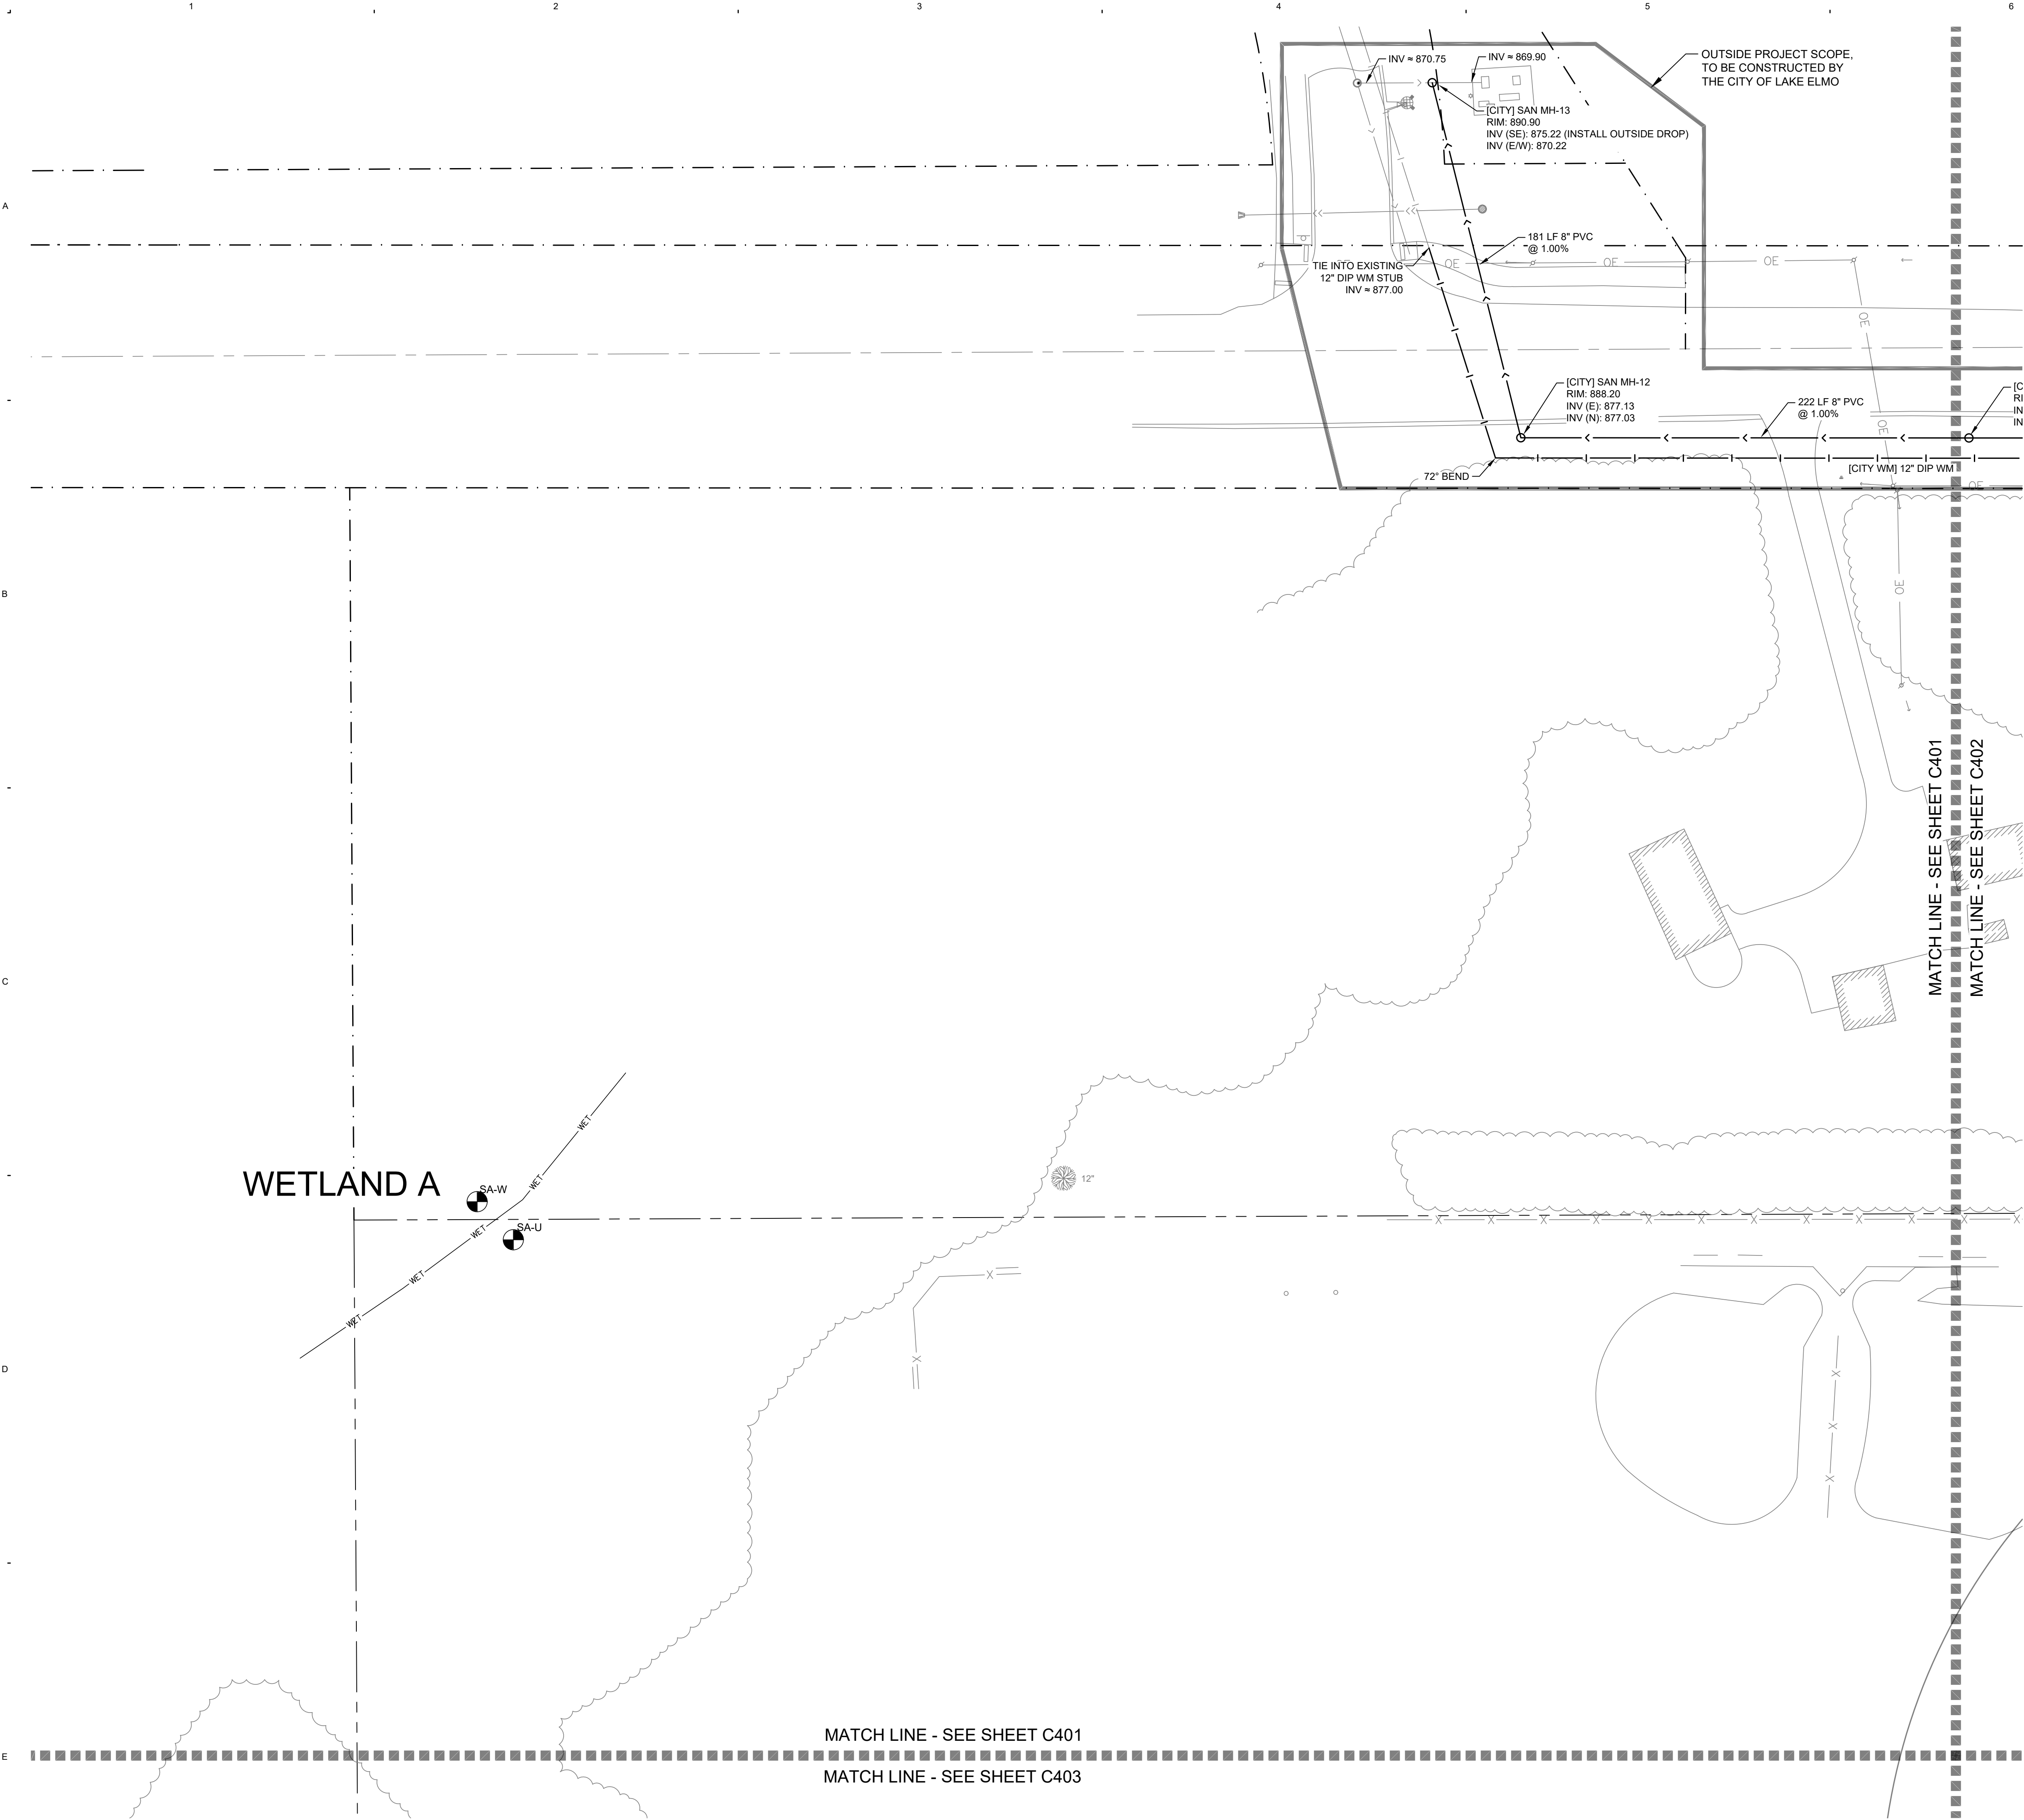 1 2 3 4 5 6
A
B
C
D
E
OUTSIDE PROJECT SCOPE,
TO BE CONSTRUCTED BY
THE CITY OF LAKE ELMO
INV ≈ 870.75
INV ≈ 869.90
[CITY] SAN MH-13
RIM: 890.90
INV (SE): 875.22 (INSTALL OUTSIDE DROP)
INV (E/W): 870.22
181 LF 8" PVC
@ 1.00%
TIE INTO EXISTING
12" DIP WM STUB
INV ≈ 877.00
OE OE OE OE
OE
[CITY] SAN MH-12
RIM: 888.20
INV (E): 877.13
INV (N): 877.03
222 LF 8" PVC
@ 1.00%
[C
RI
IN
IN
OE
72° BEND
[CITY WM] 12" DIP WM
OE
OE
MATCH LINE - SEE SHEET C401
MATCH LINE - SEE SHEET C402
WET
WET
WETLAND A
SA-W
SA-U
WET
WET
WET
12"
X X X X X X X X X X X X
X
X
X
X
X
MATCH LINE - SEE SHEET C401
MATCH LINE - SEE SHEET C403